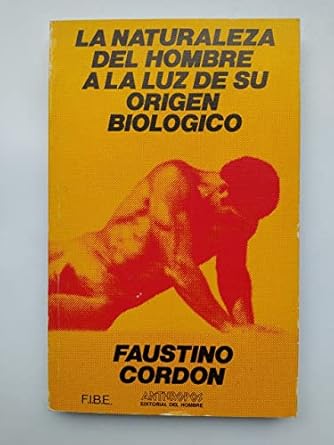 LA NATURALEZA
DEL HOMBRE
A LA LUZ DE SU
ORIGEN
BIOLOGICO
FAUSTINO
CORDON
F.I.B.E.
ANTHROPOS
EDITORIAL DEL HOMBRE